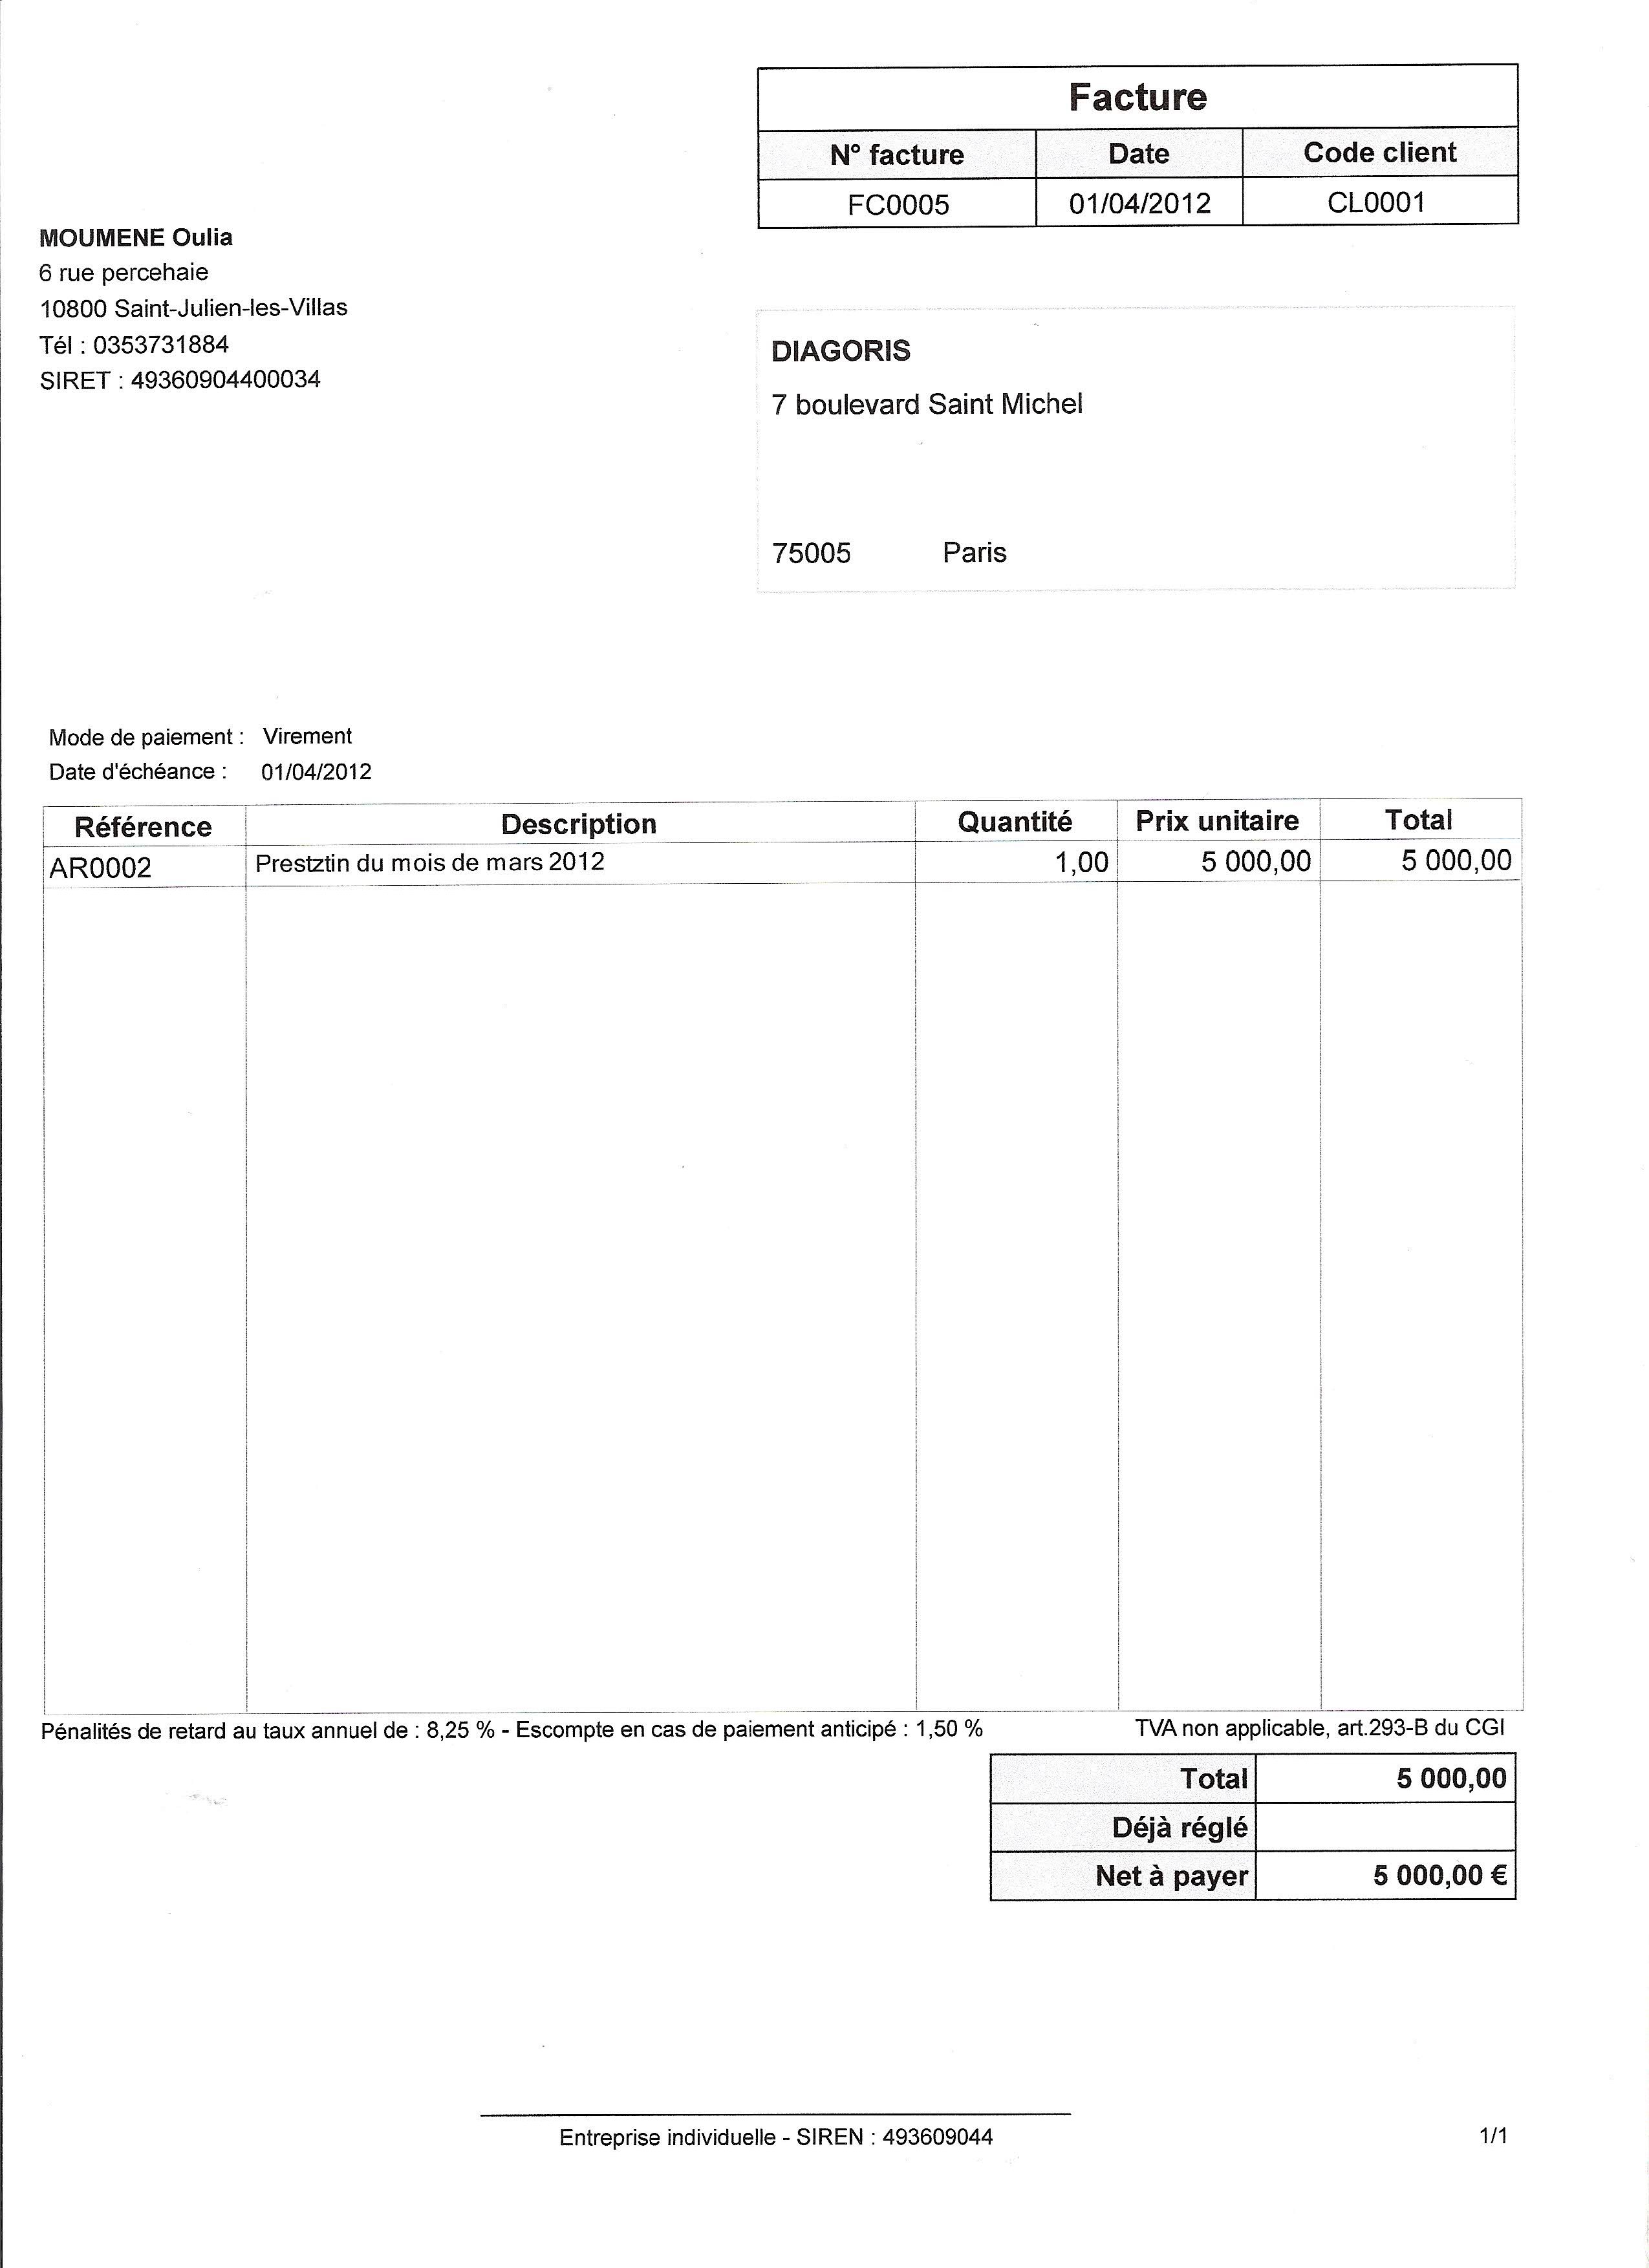 Facture
N° facture Date Code client
FC0005 01/04/2012 CL0001
MOUMENE Oulia
6 rue percehaie
10800 Saint-Julien-les-Villas
Tél : 0353731884
SIRET : 49360904400034
DIAGORIS
7 boulevard Saint Michel
75005 Paris
Mode de paiement : Virement
Date d'échéance : 01/04/2012
Référence Description Quantité Prix unitaire Total
AR0002 Prestztin du mois de mars 2012 1,00 5 000,00 5 000,00
Pénalités de retard au taux annuel de : 8,25 % - Escompte en cas de paiement anticipé : 1,50 % TVA non applicable, art.293-B du CGI
Total 5 000,00
Déjà réglé
Net à payer 5 000,00 €
Entreprise individuelle - SIREN : 493609044 1/1